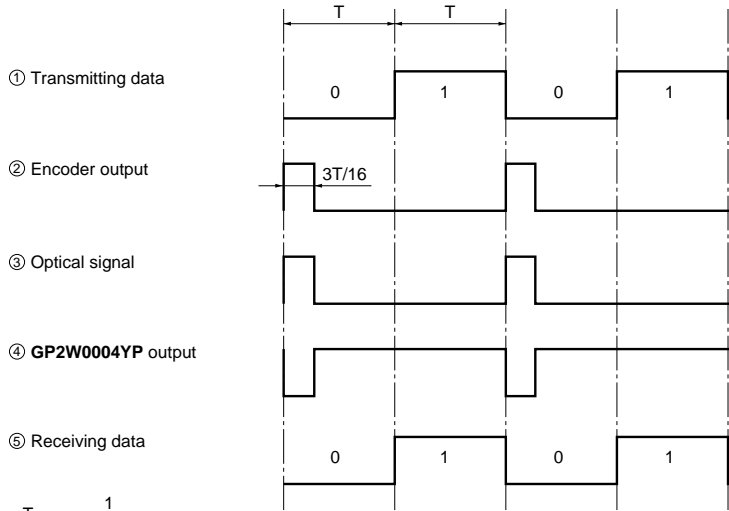 T T
① Transmitting data
0 1 0 1
② Encoder output
3T/16
③ Optical signal
④ GP2W0004YP output
⑤ Receiving data
0 1 0 1
1